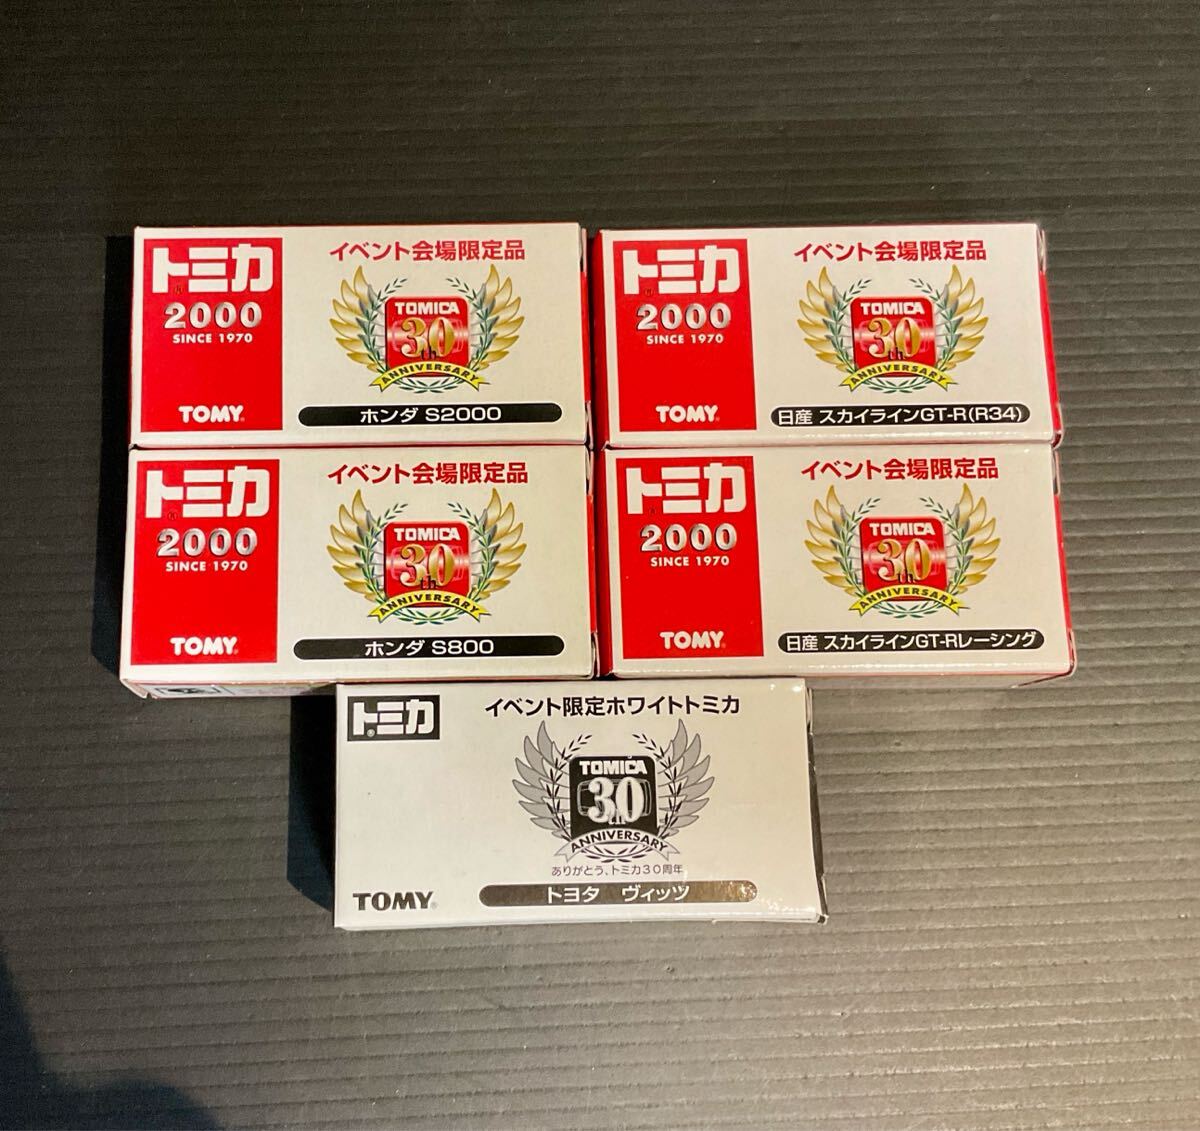 トミカ
2000
SINCE 1970
TOMY
イベント会場限定品
TOMICA
30th
ANNIVERSARY
ホンダ S2000
トミカ
2000
SINCE 1970
TOMY
イベント会場限定品
TOMICA
30th
ANNIVERSARY
日産 スカイラインGT-R(R34)
トミカ
2000
SINCE 1970
TOMY
イベント会場限定品
TOMICA
30th
ANNIVERSARY
ホンダ S800
トミカ
2000
SINCE 1970
TOMY
イベント会場限定品
TOMICA
30th
ANNIVERSARY
日産 スカイラインGT-Rレーシング
トミカ
イベント限定ホワイトトミカ
TOMICA
30th
ANNIVERSARY
ありがとう、トミカ30周年
TOMY
トヨタ ヴィッツ